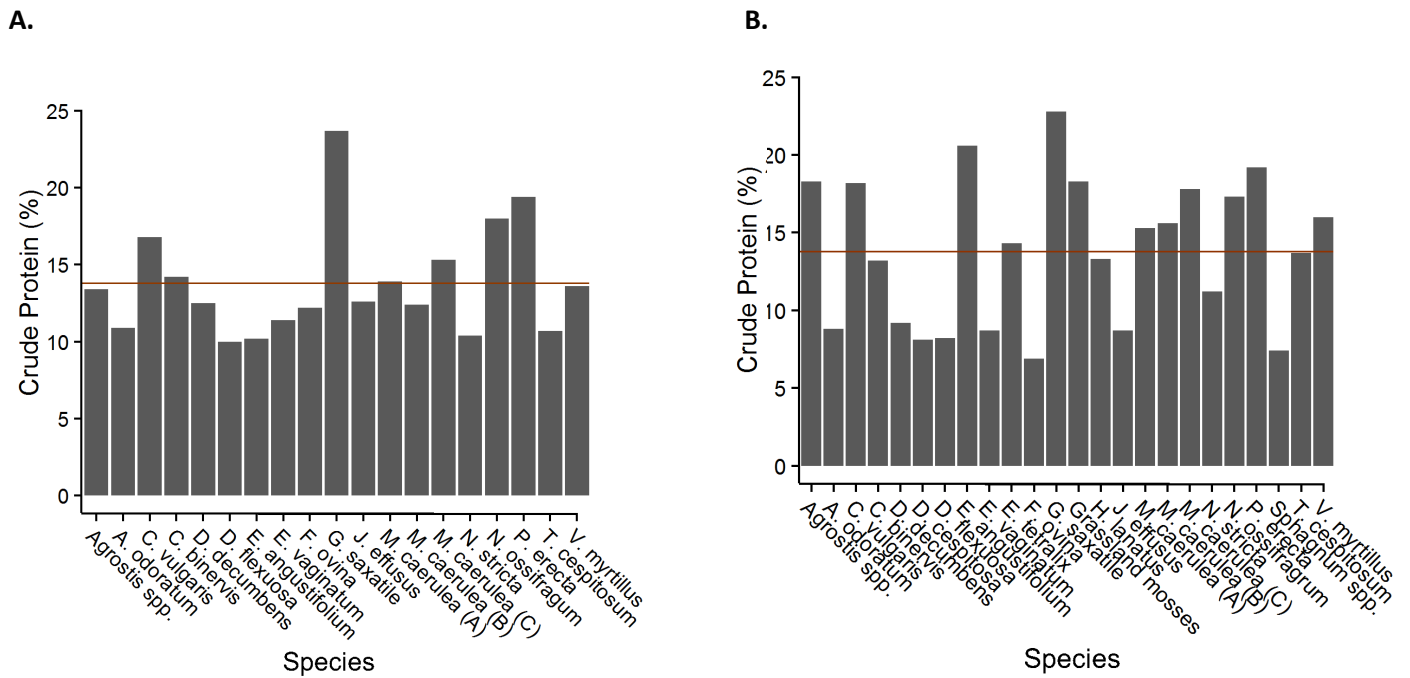 A.
Crude Protein (%)
25
20
15
10
5
0
Agrostis spp.
A. odoratum
C. vulgaris
C. binervis
D. decumbens
D. flexuosa
E. angustifolium
E. vaginatum
F. ovina
G. saxatile
J. effusus
M. caerulea (A)
M. caerulea (B)
M. caerulea (C)
N. stricta
N. ossifragum
P. erecta
T. cespitosum
V. myrtillus
Species
B.
Crude Protein (%)
25
20
15
10
5
0
Agrostis spp.
A. odoratum
C. vulgaris
C. binervis
D. decumbens
D. cespitosa
D. flexuosa
E. angustifolium
E. vaginatum
E. tetralix
F. ovina
G. saxatile
Grassland mosses
H. lanatus
J. effusus
M. caerulea (A)
M. caerulea (B)
M. caerulea (C)
N. stricta
N. ossifragrum
P. erecta
Sphagnum spp.
T. cespitosum
V. myrtillus
Species